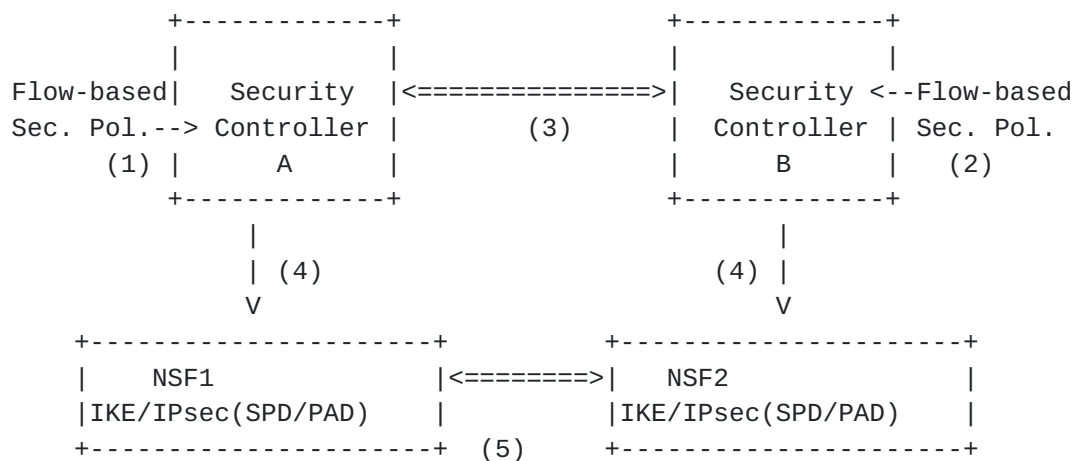 +-------------+                  +-------------+
|             |                  |             |
Flow-based|   Security  |<===============>|   Security <--Flow-based
Sec. Pol.--> Controller |       (3)       |  Controller | Sec. Pol.
(1) |      A      |                 |      B      |   (2)
+-------------+                  +-------------+
|                                |
| (4)                        (4) |
V                                V
+----------------------+          +----------------------+
|    NSF1              |<========>|   NSF2               |
|IKE/IPsec(SPD/PAD)    |          |IKE/IPsec(SPD/PAD)    |
+----------------------+  (5)     +----------------------+